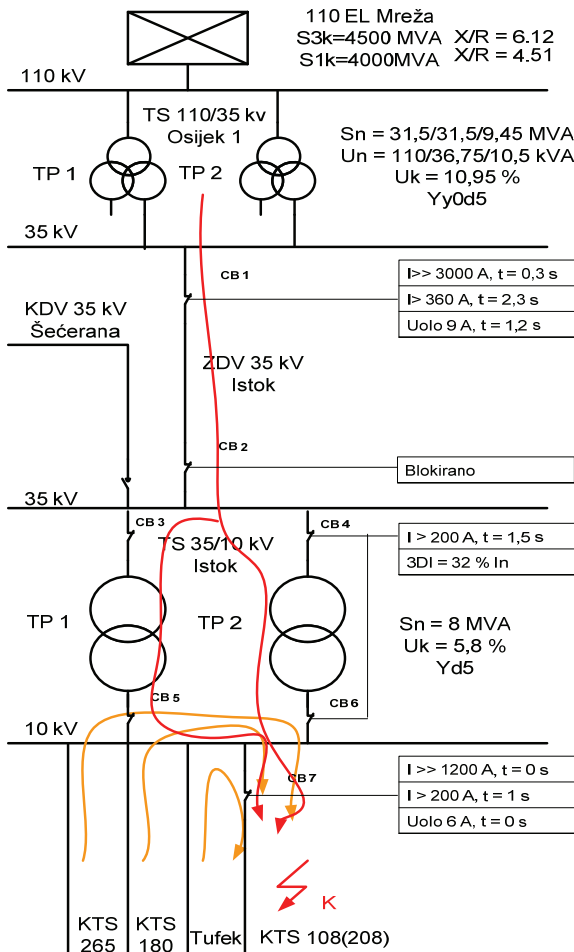 110 EL Mreža
S3k=4500 MVA X/R = 6.12
S1k=4000MVA X/R = 4.51
110 kV
TS 110/35 kv
Osijek 1
TP 1
TP 2
Sn = 31,5/31,5/9,45 MVA
Un = 110/36,75/10,5 kVA
Uk = 10,95 %
Yy0d5
35 kV
CB 1
I>> 3000 A, t = 0,3 s
I> 360 A, t = 2,3 s
Uolo 9 A, t = 1,2 s
KDV 35 kV
Šećerana
ZDV 35 kV
Istok
CB 2
Blokirano
35 kV
CB 3
CB 4
TS 35/10 kV
Istok
I > 200 A, t = 1,5 s
3DI = 32 % In
TP 1
TP 2
Sn = 8 MVA
Uk = 5,8 %
Yd5
CB 5
CB 6
10 kV
CB7
I >> 1200 A, t = 0 s
I > 200 A, t = 1 s
Uolo 6 A, t = 0 s
K
KTS
265
KTS
180
Tufek
KTS 108(208)